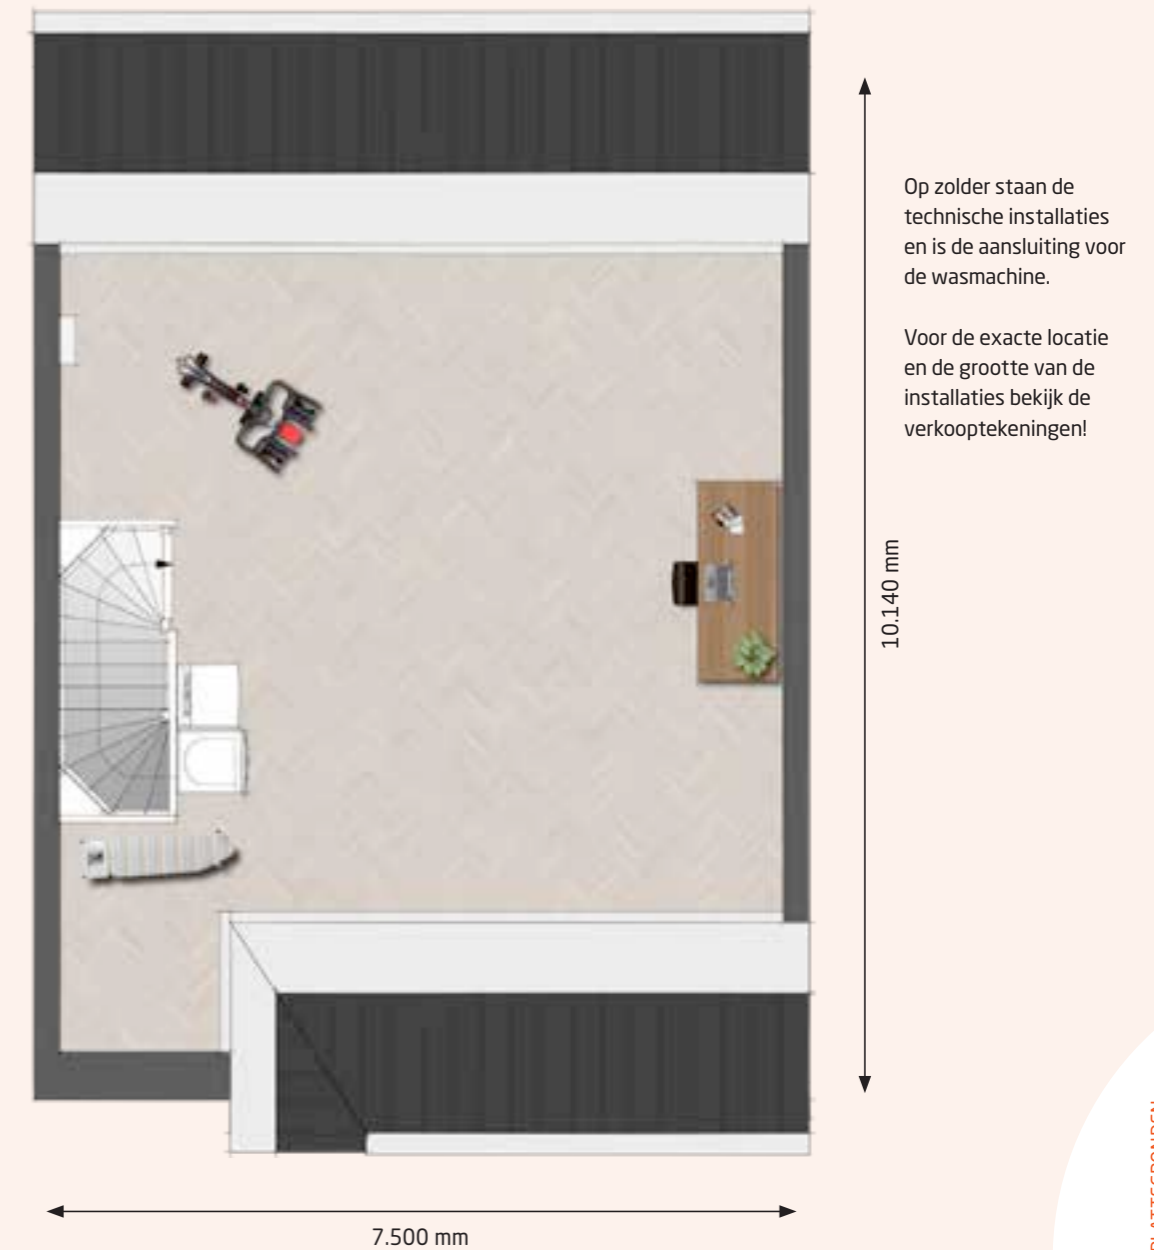 Op zolder staan de
technische installaties
en is de aansluiting voor
de wasmachine.
Voor de exacte locatie
en de grootte van de
installaties bekijk de
verkooptekeningen!
10.140 mm
7.500 mm
PLATTEGRONDEN